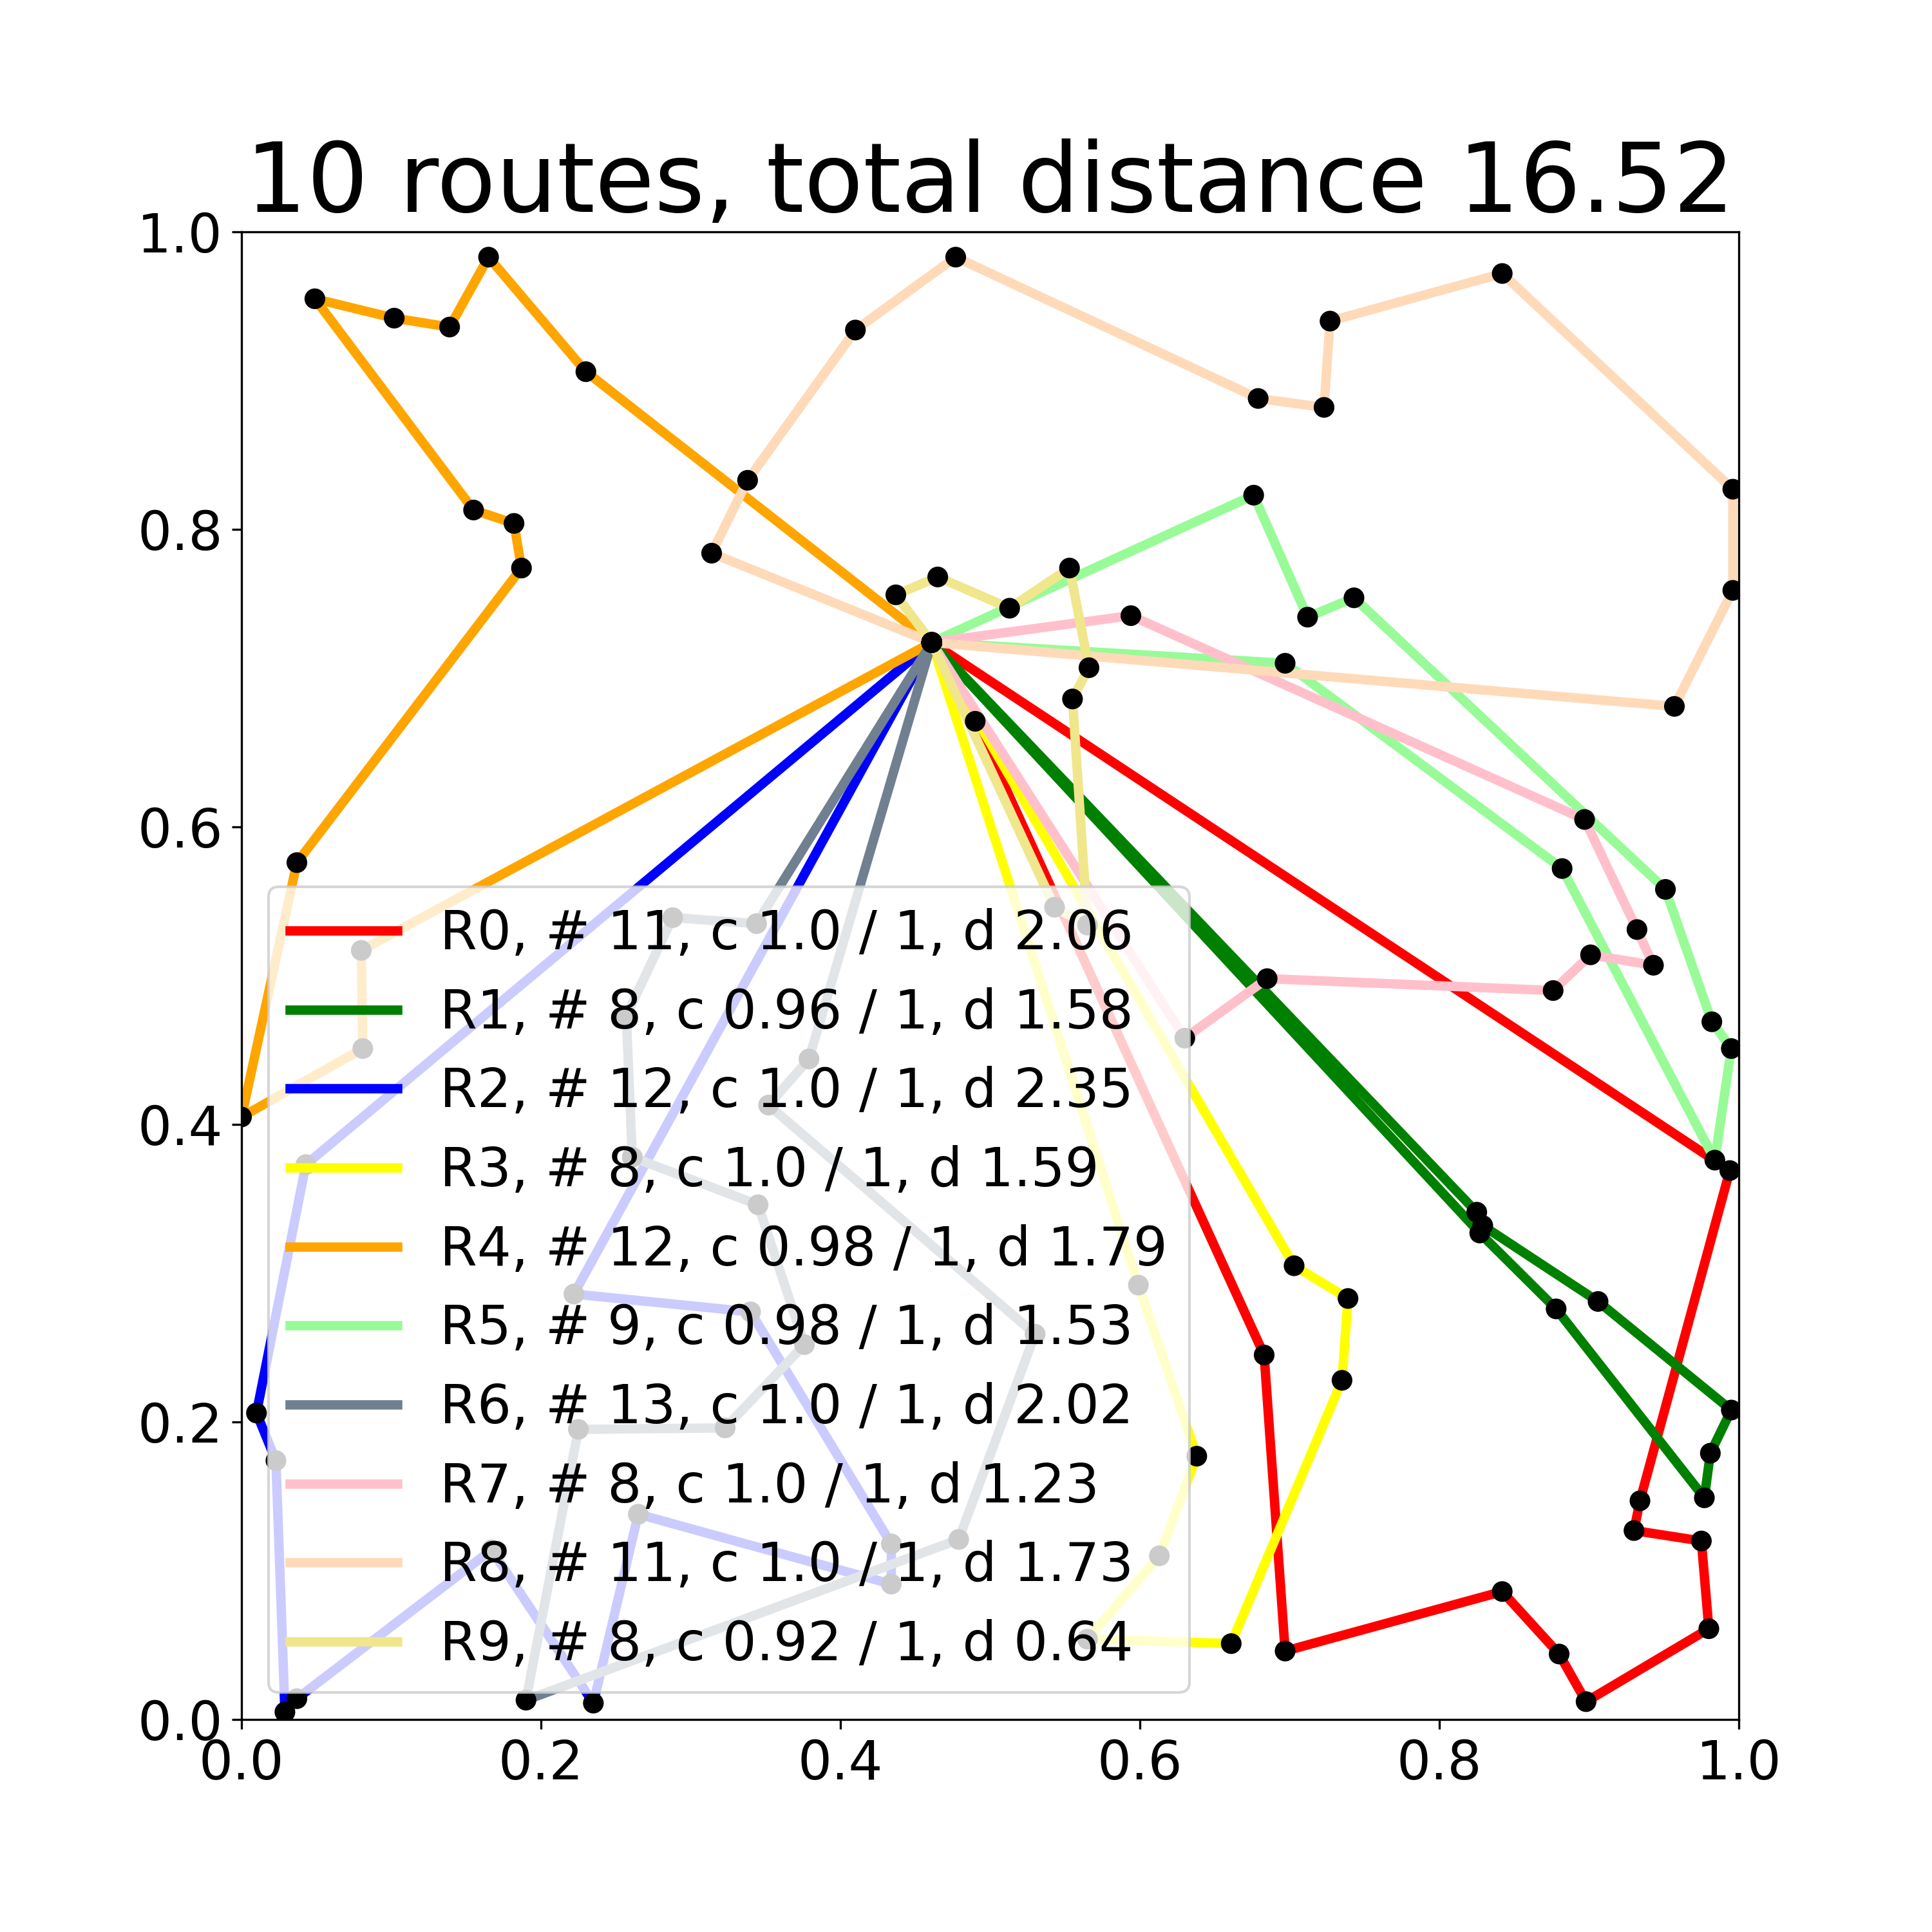 10 routes, total distance 16.52
1.0
0.8
0.6
0.4
0.2
0.0
R0, # 11, c 1.0 / 1, d 2.06
R1, # 8, c 0.96 / 1, d 1.58
R2, # 12, c 1.0 / 1, d 2.35
R3, # 8, c 1.0 / 1, d 1.59
R4, # 12, c 0.98 / 1, d 1.79
R5, # 9, c 0.98 / 1, d 1.53
R6, # 13, c 1.0 / 1, d 2.02
R7, # 8, c 1.0 / 1, d 1.23
R8, # 11, c 1.0 / 1, d 1.73
R9, # 8, c 0.92 / 1, d 0.64
0.0 0.2 0.4 0.6 0.8 1.0